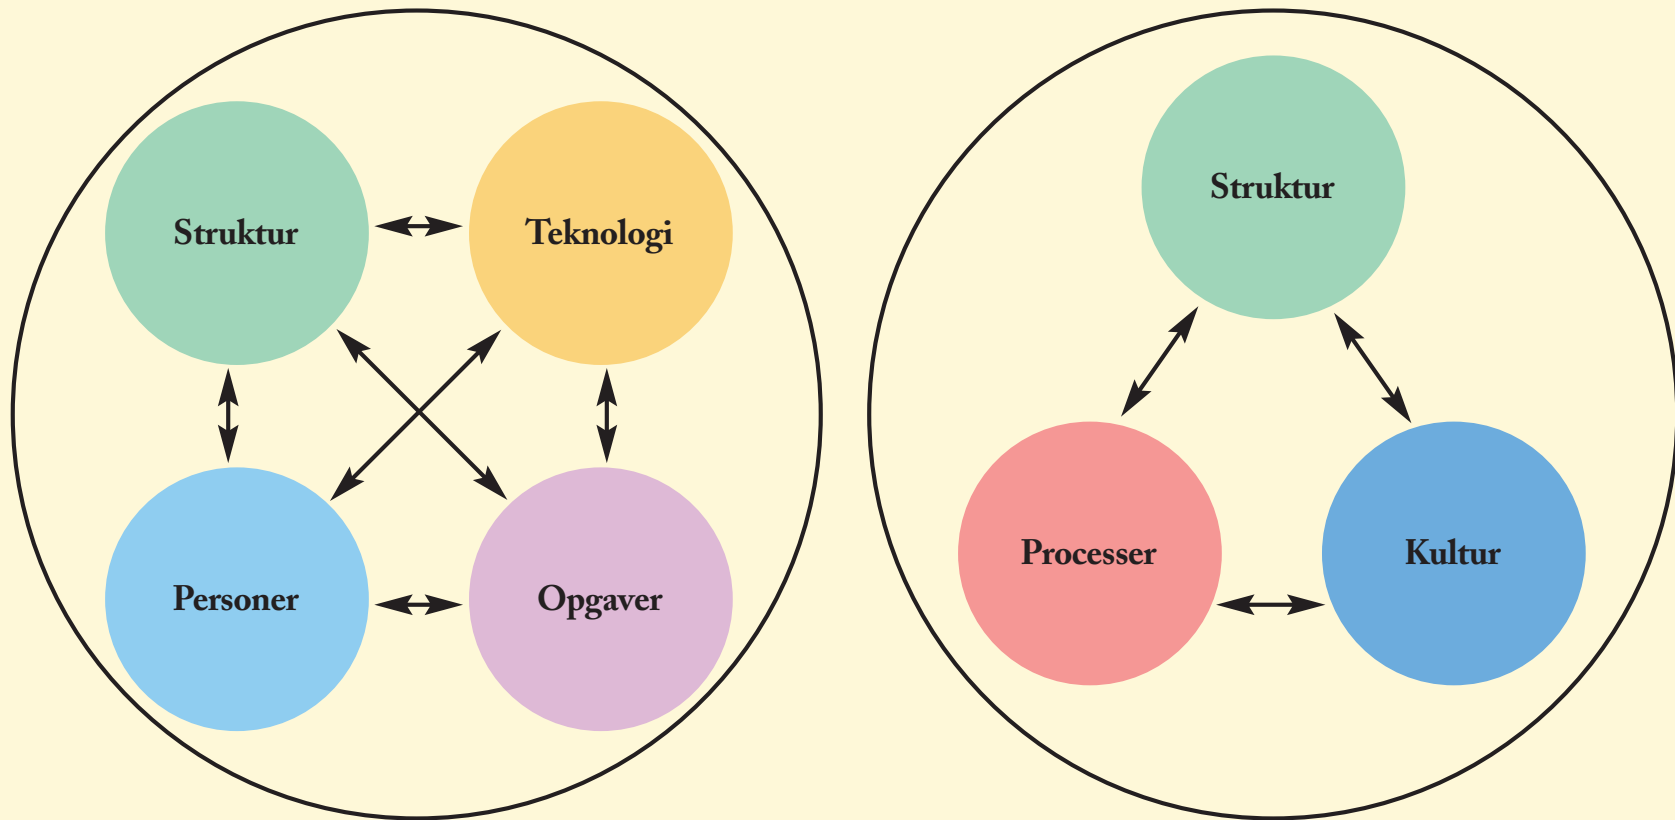 Struktur
Teknologi
Personer
Opgaver
Struktur
Processer
Kultur